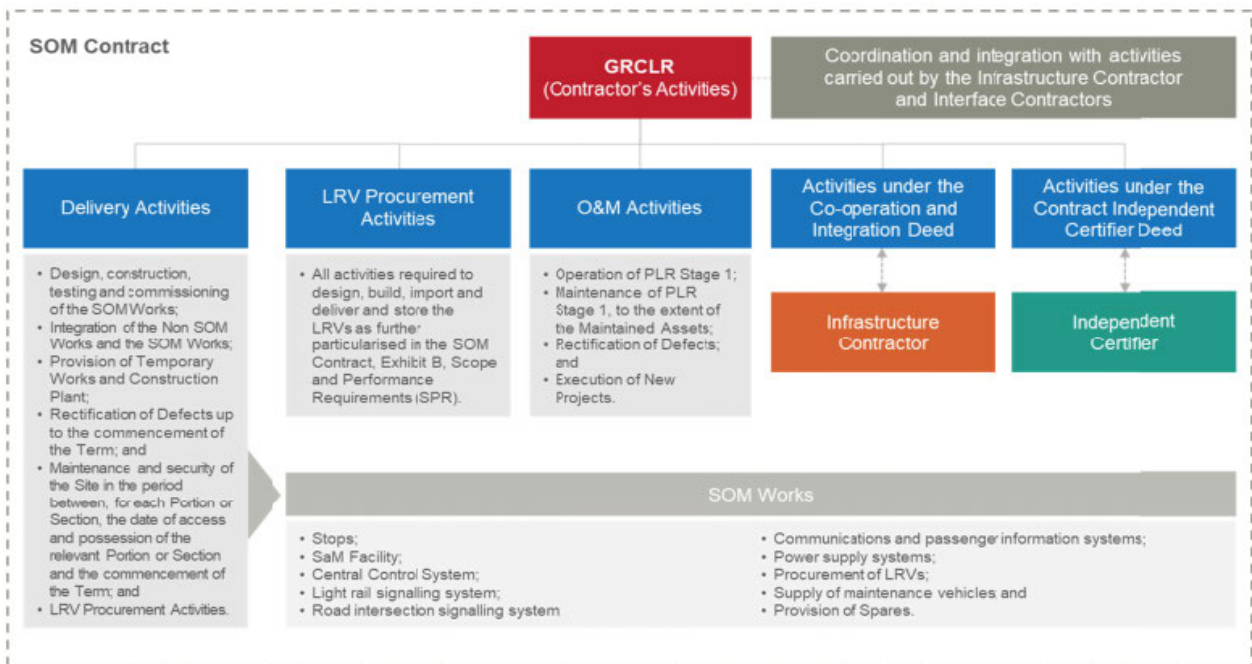 SOM Contract
GRCLR
(Contractor's Activities)
Coordination and integration with activities
carried out by the Infrastructure Contractor
and Interface Contractors
Delivery Activities
LRV Procurement
Activities
O&M Activities
Activities under the
Co-operation and
Integration Deed
Activities under the
Contract Independent
Certifier Deed
• Design, construction,
testing and commissioning
of the SOM Works;
• Integration of the Non SOM
Works and the SOM Works;
• Provision of Temporary
Works and Construction
Plant;
• Rectification of Defects up
to the commencement of
the Term; and
• Maintenance and security of
the Site in the period
between, for each Portion or
Section, the date of access
and possession of the
relevant Portion or Section
and the commencement of
the Term; and
• LRV Procurement Activities.
• All activities required to
design, build, import and
deliver and store the
LRVs as further
particularised in the SOM
Contract, Exhibit B, Scope
and Performance
Requirements (SPR).
• Operation of PLR Stage 1;
• Maintenance of PLR
Stage 1, to the extent of
the Maintained Assets;
• Rectification of Defects;
and
• Execution of New
Projects.
Infrastructure
Contractor
Independent
Certifier
SOM Works
• Stops;
• SaM Facility;
• Central Control System;
• Light rail signalling system;
• Road intersection signalling system
• Communications and passenger information systems;
• Power supply systems;
• Procurement of LRVs;
• Supply of maintenance vehicles and
• Provision of Spares.